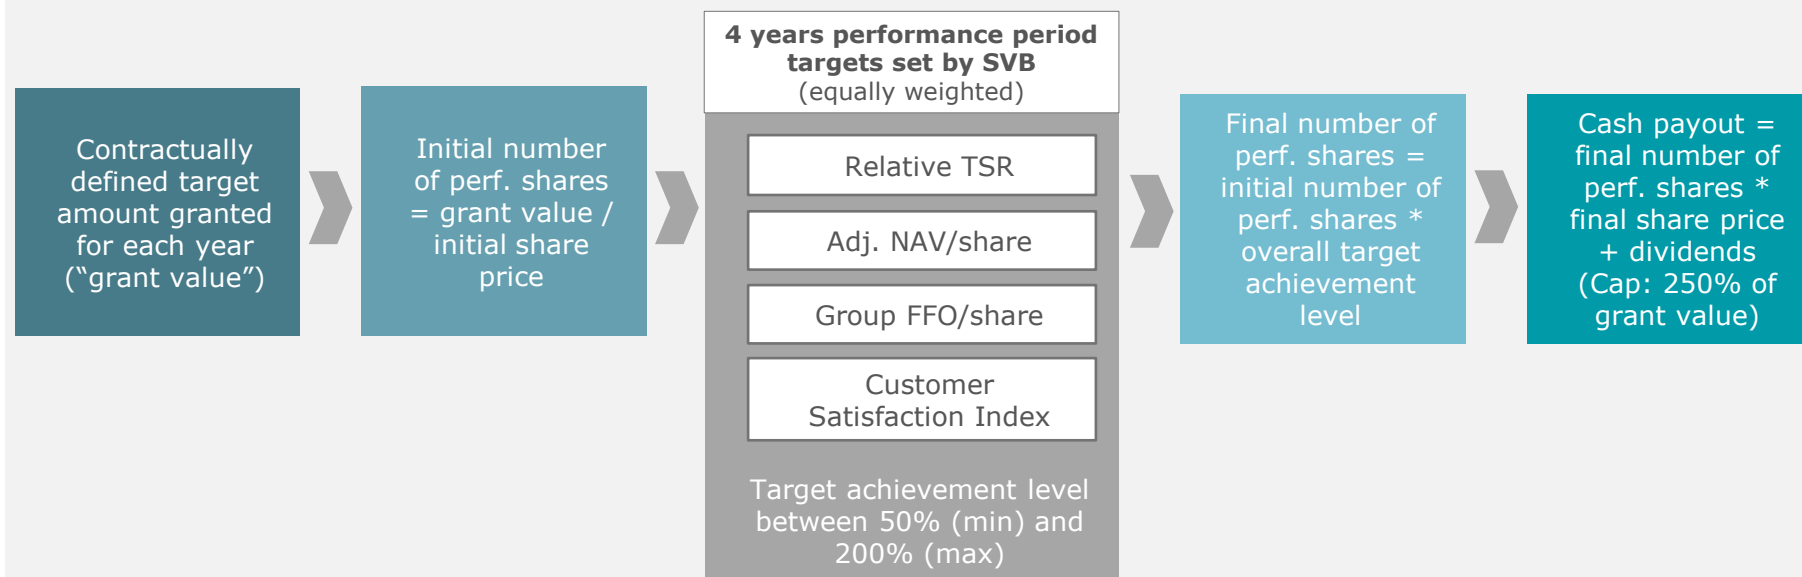 Contractually
defined target
amount granted
for each year
(“grant value”)
Initial number
of perf. shares
= grant value /
initial share
price
4 years performance period
targets set by SVB
(equally weighted)
Relative TSR
Adj. NAV/share
Group FFO/share
Customer
Satisfaction Index
Target achievement level
between 50% (min) and
200% (max)
Final number of
perf. shares =
initial number of
perf. shares *
overall target
achievement
level
Cash payout =
final number of
perf. shares *
final share price
+ dividends
(Cap: 250% of
grant value)